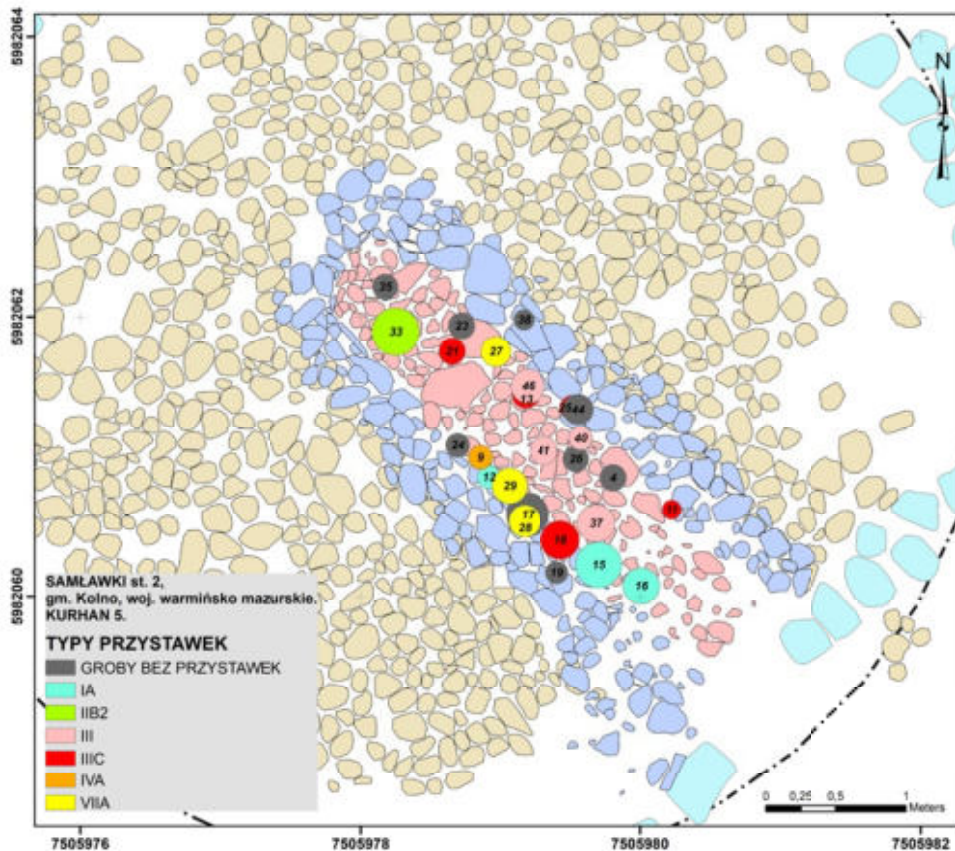 5982064
N
35
33
23
38
5982062
21
27
46
13
25 44
24
40
9
41
26
12
4
29
17
11
28
37
18
19
15
16
5982060
SAMŁAWKI st. 2,
gm. Kolno, woj. warmińsko mazurskie.
KURHAN 5.
TYPY PRZYSTAWEK
GROBY BEZ PRZYSTAWEK
IA
IIB2
III
IIIC
IVA
VIIA
0 0,25 0,5 1
Meters
7505976 7505978 7505980 7505982